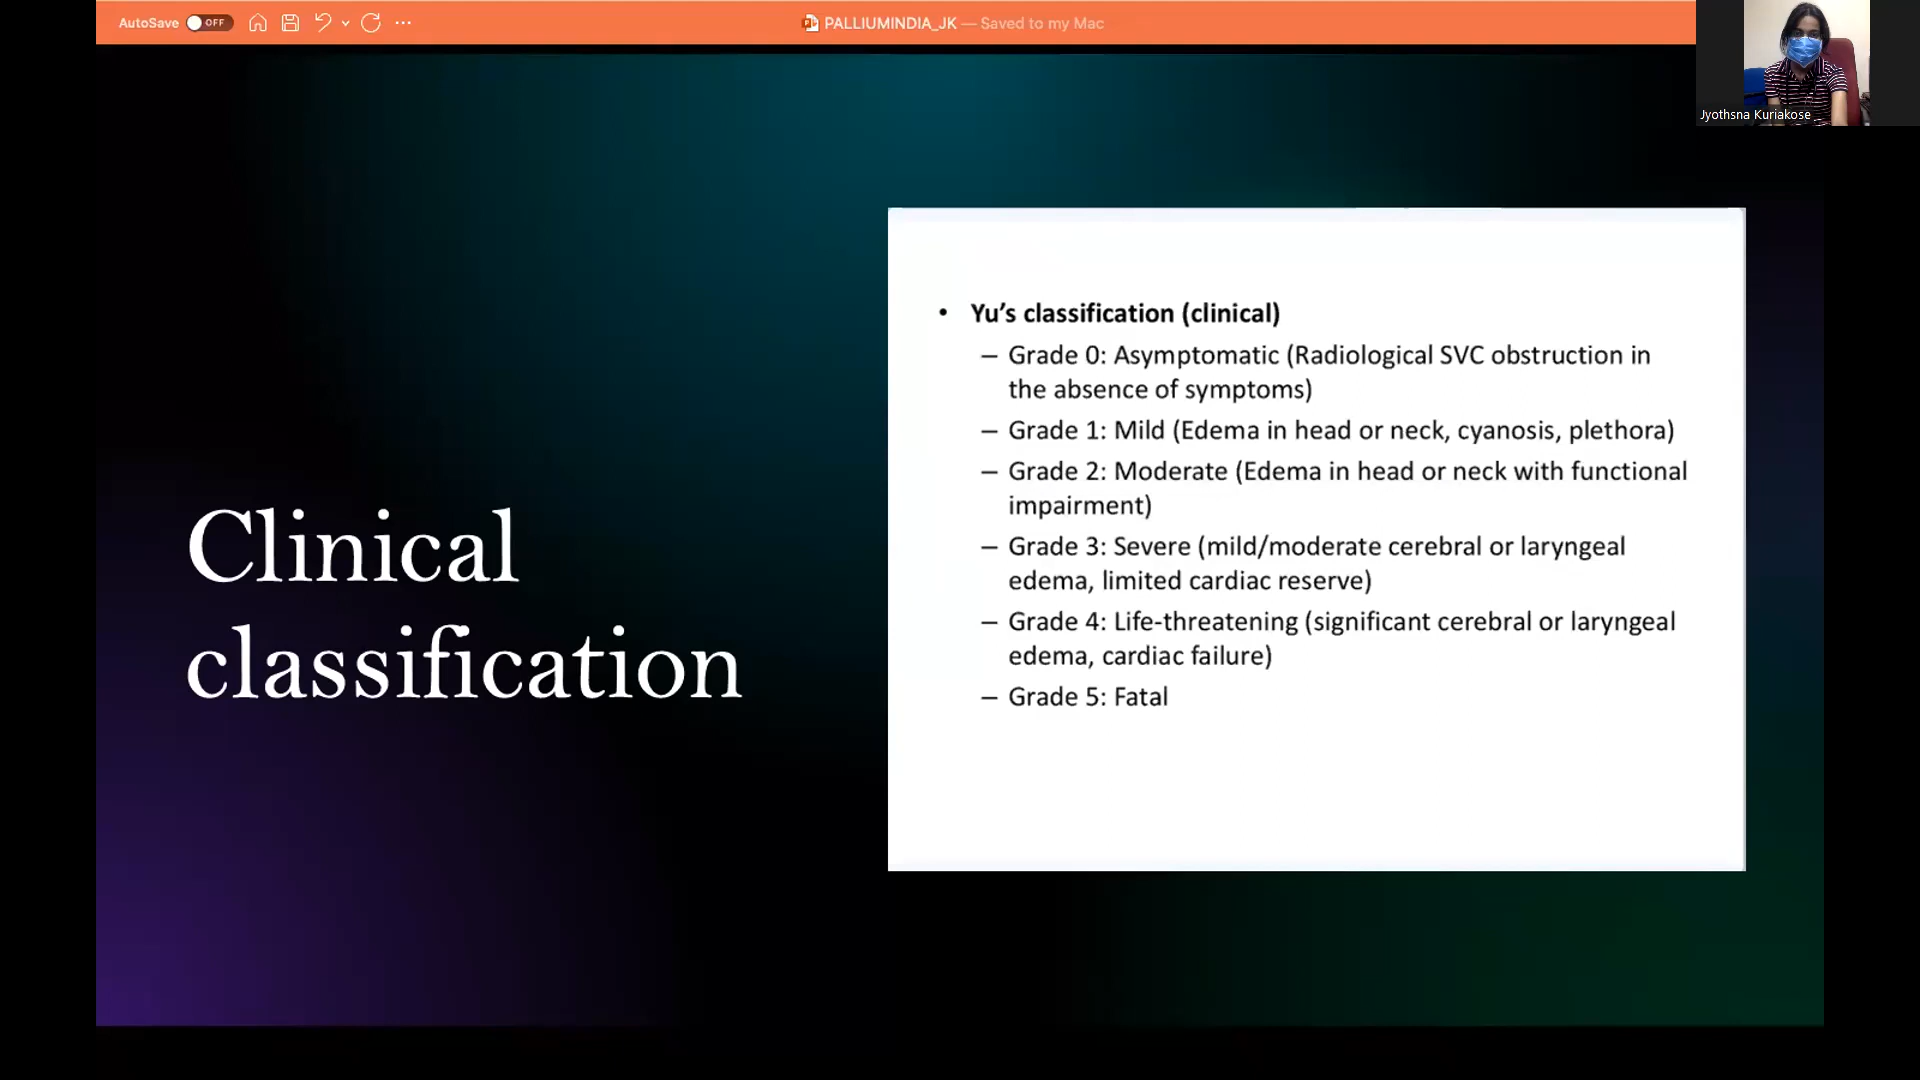 AutoSave OFF
PALLIUMINDIA_JK — Saved to my Mac
Jyothsna Kuriakose
Clinical
classification
• Yu’s classification (clinical)
– Grade 0: Asymptomatic (Radiological SVC obstruction in
the absence of symptoms)
– Grade 1: Mild (Edema in head or neck, cyanosis, plethora)
– Grade 2: Moderate (Edema in head or neck with functional
impairment)
– Grade 3: Severe (mild/moderate cerebral or laryngeal
edema, limited cardiac reserve)
– Grade 4: Life-threatening (significant cerebral or laryngeal
edema, cardiac failure)
– Grade 5: Fatal